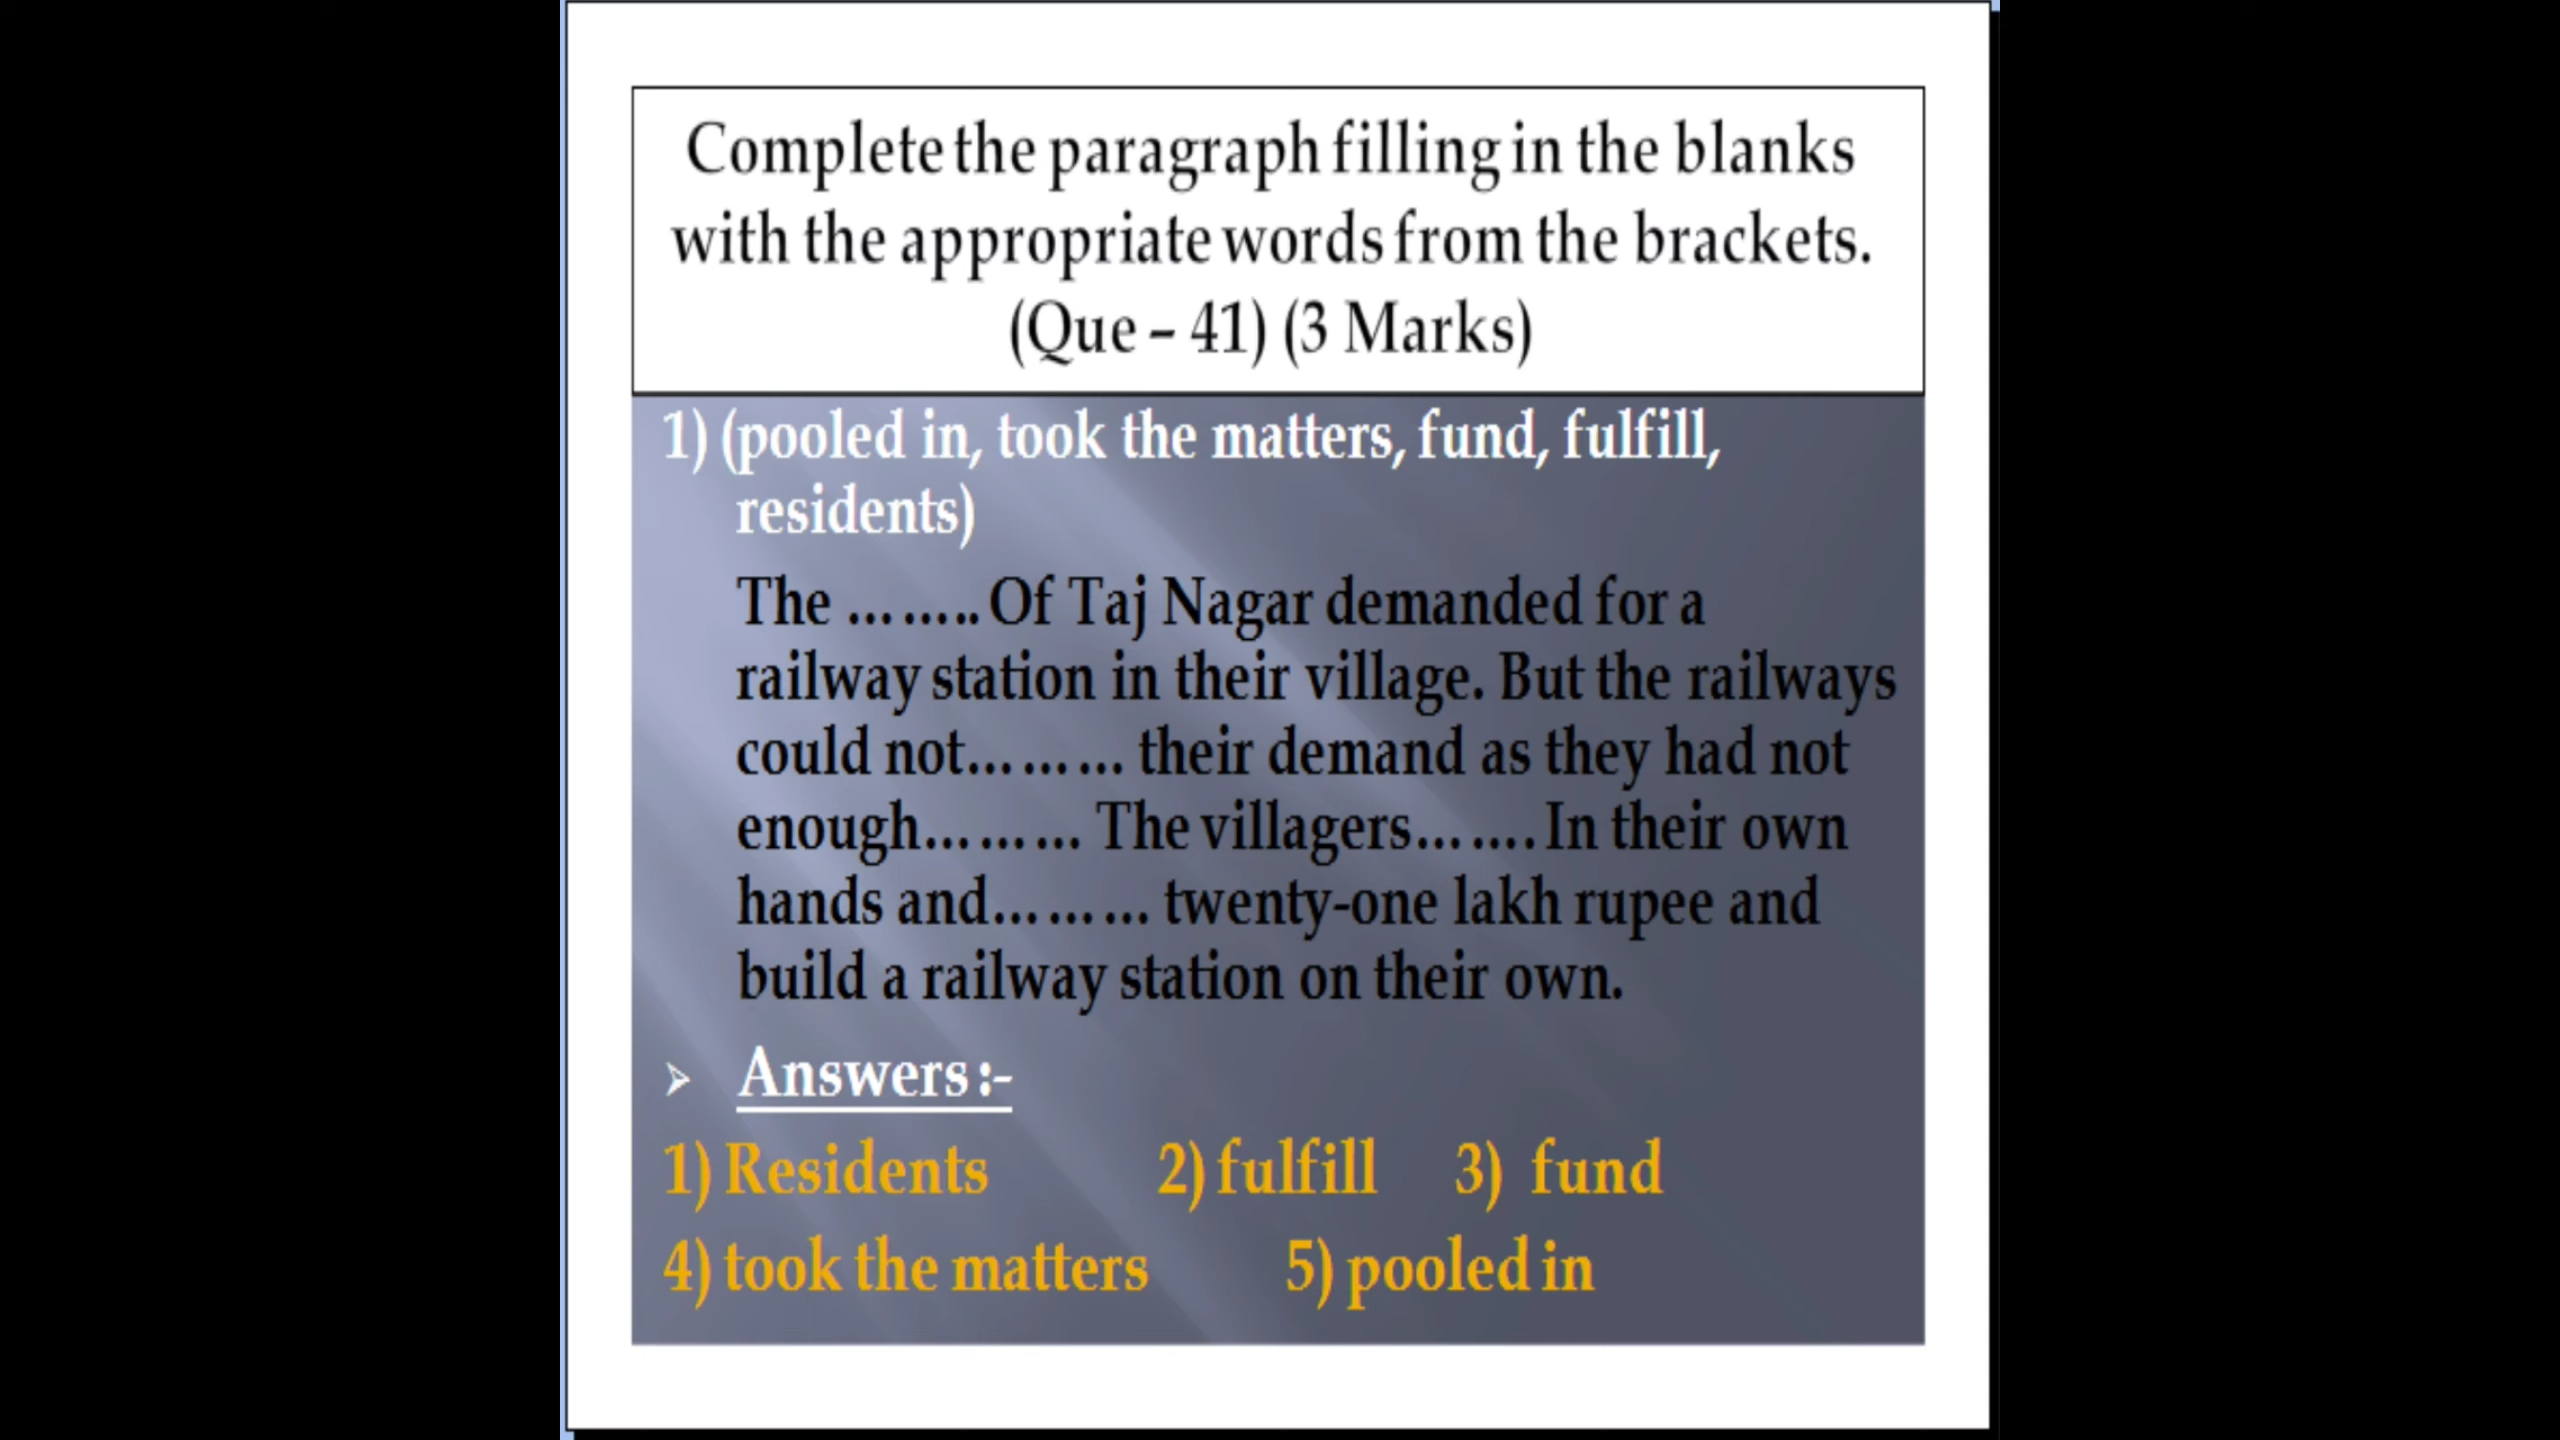 Complete the paragraph filling in the blanks
with the appropriate words from the brackets.
(Que – 41) (3 Marks)
1) (pooled in, took the matters, fund, fulfill,
residents)
The …….. Of Taj Nagar demanded for a
railway station in their village. But the railways
could not……… their demand as they had not
enough……… The villagers……. In their own
hands and……… twenty-one lakh rupee and
build a railway station on their own.
➢ Answers :-
1) Residents 2) fulfill 3) fund
4) took the matters 5) pooled in